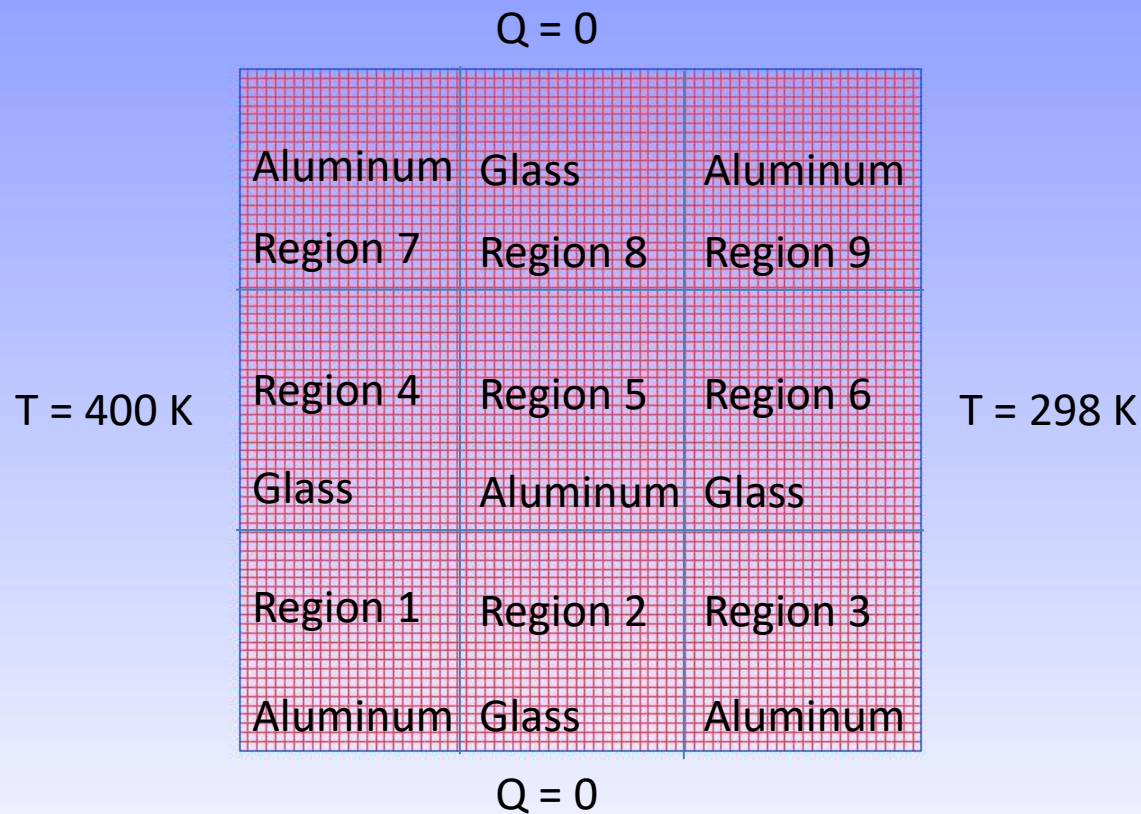 Q = 0
Aluminum Glass Aluminum
Region 7 Region 8 Region 9
T = 400 K Region 4 Region 5 Region 6 T = 298 K
Glass Aluminum Glass
Region 1 Region 2 Region 3
Aluminum Glass Aluminum
Q = 0